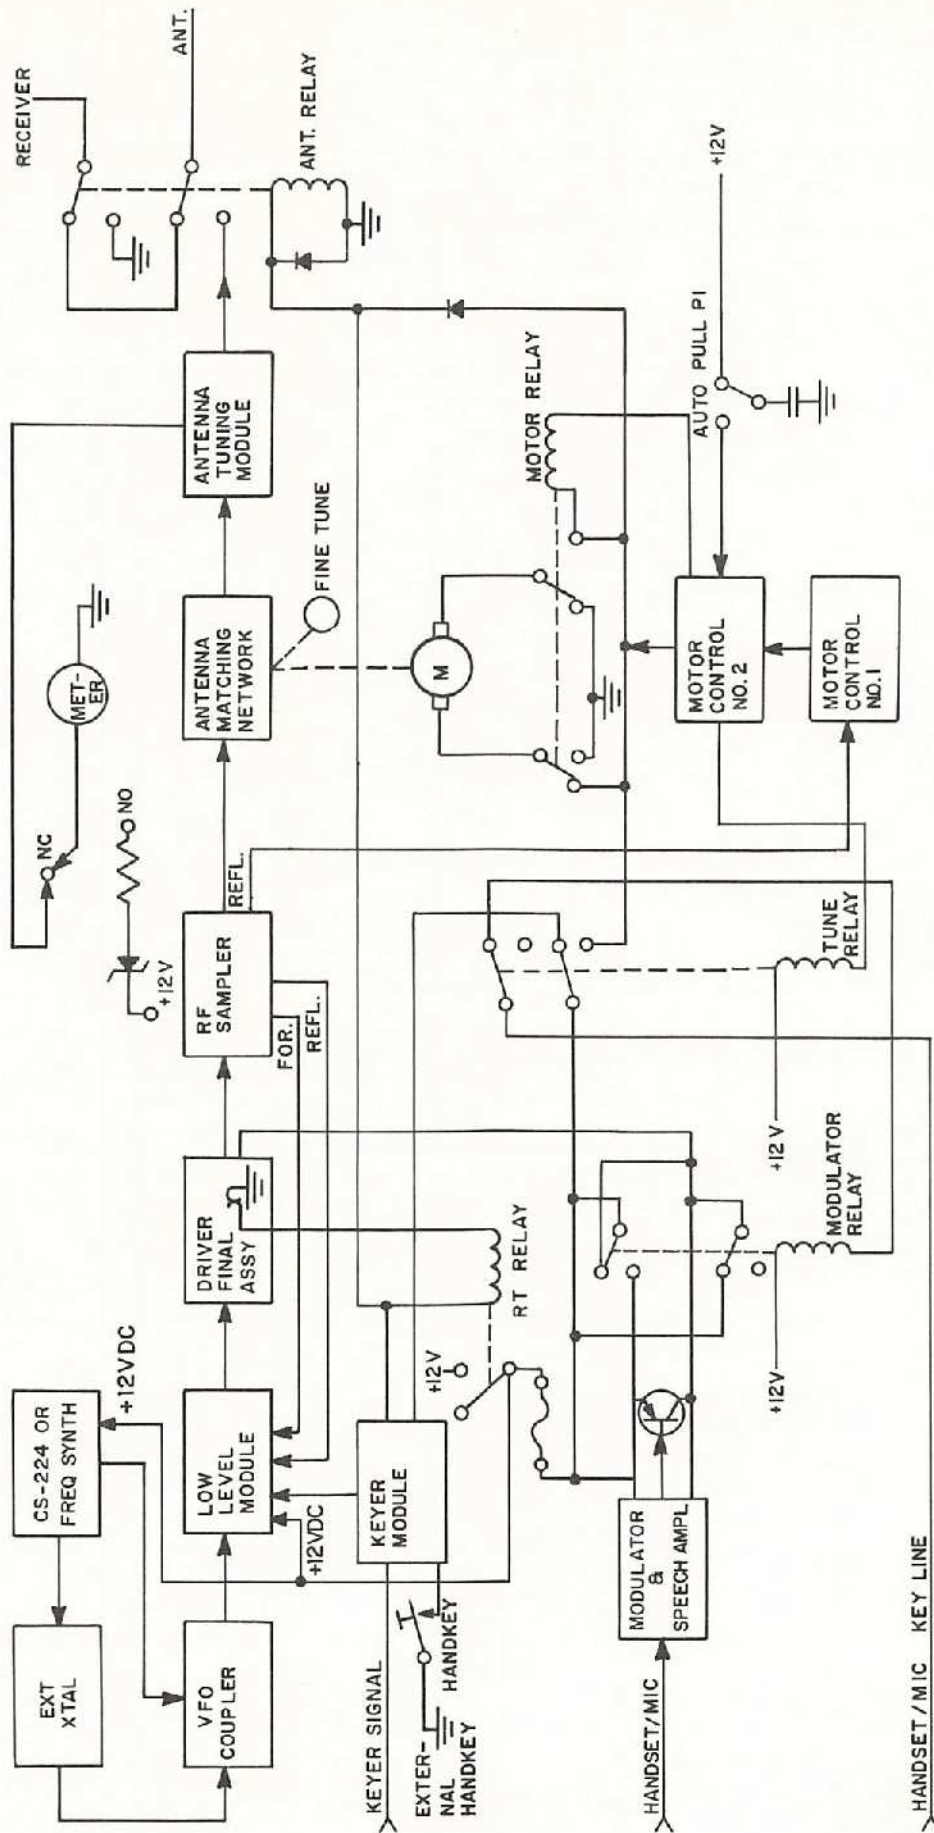 RECEIVER
ANT.
ANT. RELAY
MET-
ER
NC
NO
+12V
CS-224 OR
FREQ SYNTH
+12VDC
EXT
XTAL
VFO
COUPLER
LOW
LEVEL
MODULE
DRIVER
FINAL
ASSY
RF
SAMPLER
REFL.
FOR.
REFL.
ANTENNA
MATCHING
NETWORK
FINE TUNE
ANTENNA
TUNING
MODULE
+12VDC
KEYER
MODULE
KEYER SIGNAL
EXTER-
NAL
HANDKEY
HANDKEY
+12V
RT RELAY
M
MOTOR RELAY
AUTO PULL PI
+12V
MOTOR
CONTROL
NO. 2
MOTOR
CONTROL
NO. 1
TUNE
RELAY
+12V
MODULATOR
RELAY
+12V
MODULATOR
&
SPEECH AMPL
HANDSET/MIC
HANDSET/MIC KEY LINE